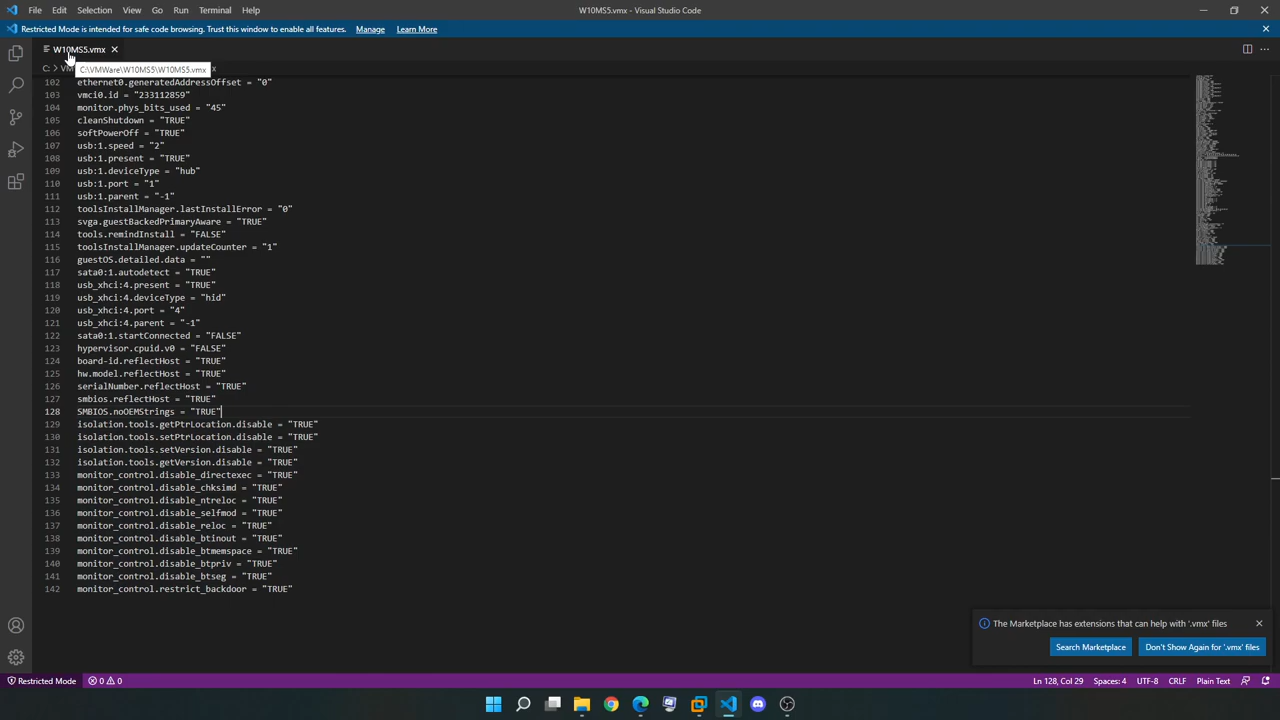 File Edit Selection View Go Run Terminal Help W10MS5.vmx - Visual Studio Code
Restricted Mode is intended for safe code browsing. Trust this window to enable all features. Manage Learn More
W10MS5.vmx
C: > VM
C:\VMWare\W10MS5\W10MS5.vmx
102 ethernet0.generatedAddressOffset = "0"
103 vmci0.id = "233112859"
104 monitor.phys_bits_used = "45"
105 cleanShutdown = "TRUE"
106 softPowerOff = "TRUE"
107 usb:1.speed = "2"
108 usb:1.present = "TRUE"
109 usb:1.deviceType = "hub"
110 usb:1.port = "1"
111 usb:1.parent = "-1"
112 toolsInstallManager.lastInstallError = "0"
113 svga.guestBackedPrimaryAware = "TRUE"
114 tools.remindInstall = "FALSE"
115 toolsInstallManager.updateCounter = "1"
116 guestOS.detailed.data = ""
117 sata0:1.autodetect = "TRUE"
118 usb_xhci:4.present = "TRUE"
119 usb_xhci:4.deviceType = "hid"
120 usb_xhci:4.port = "4"
121 usb_xhci:4.parent = "-1"
122 sata0:1.startConnected = "FALSE"
123 hypervisor.cpuid.v0 = "FALSE"
124 board-id.reflectHost = "TRUE"
125 hw.model.reflectHost = "TRUE"
126 serialNumber.reflectHost = "TRUE"
127 smbios.reflectHost = "TRUE"
128 SMBIOS.noOEMStrings = "TRUE"
129 isolation.tools.getPtrLocation.disable = "TRUE"
130 isolation.tools.setPtrLocation.disable = "TRUE"
131 isolation.tools.setVersion.disable = "TRUE"
132 isolation.tools.getVersion.disable = "TRUE"
133 monitor_control.disable_directexec = "TRUE"
134 monitor_control.disable_chksimd = "TRUE"
135 monitor_control.disable_ntreloc = "TRUE"
136 monitor_control.disable_selfmod = "TRUE"
137 monitor_control.disable_reloc = "TRUE"
138 monitor_control.disable_btinout = "TRUE"
139 monitor_control.disable_btmemspace = "TRUE"
140 monitor_control.disable_btpriv = "TRUE"
141 monitor_control.disable_btseg = "TRUE"
142 monitor_control.restrict_backdoor = "TRUE"
The Marketplace has extensions that can help with '.vmx' files
Search Marketplace Don't Show Again for '.vmx' files
Restricted Mode 0 0 Ln 128, Col 29 Spaces: 4 UTF-8 CRLF Plain Text